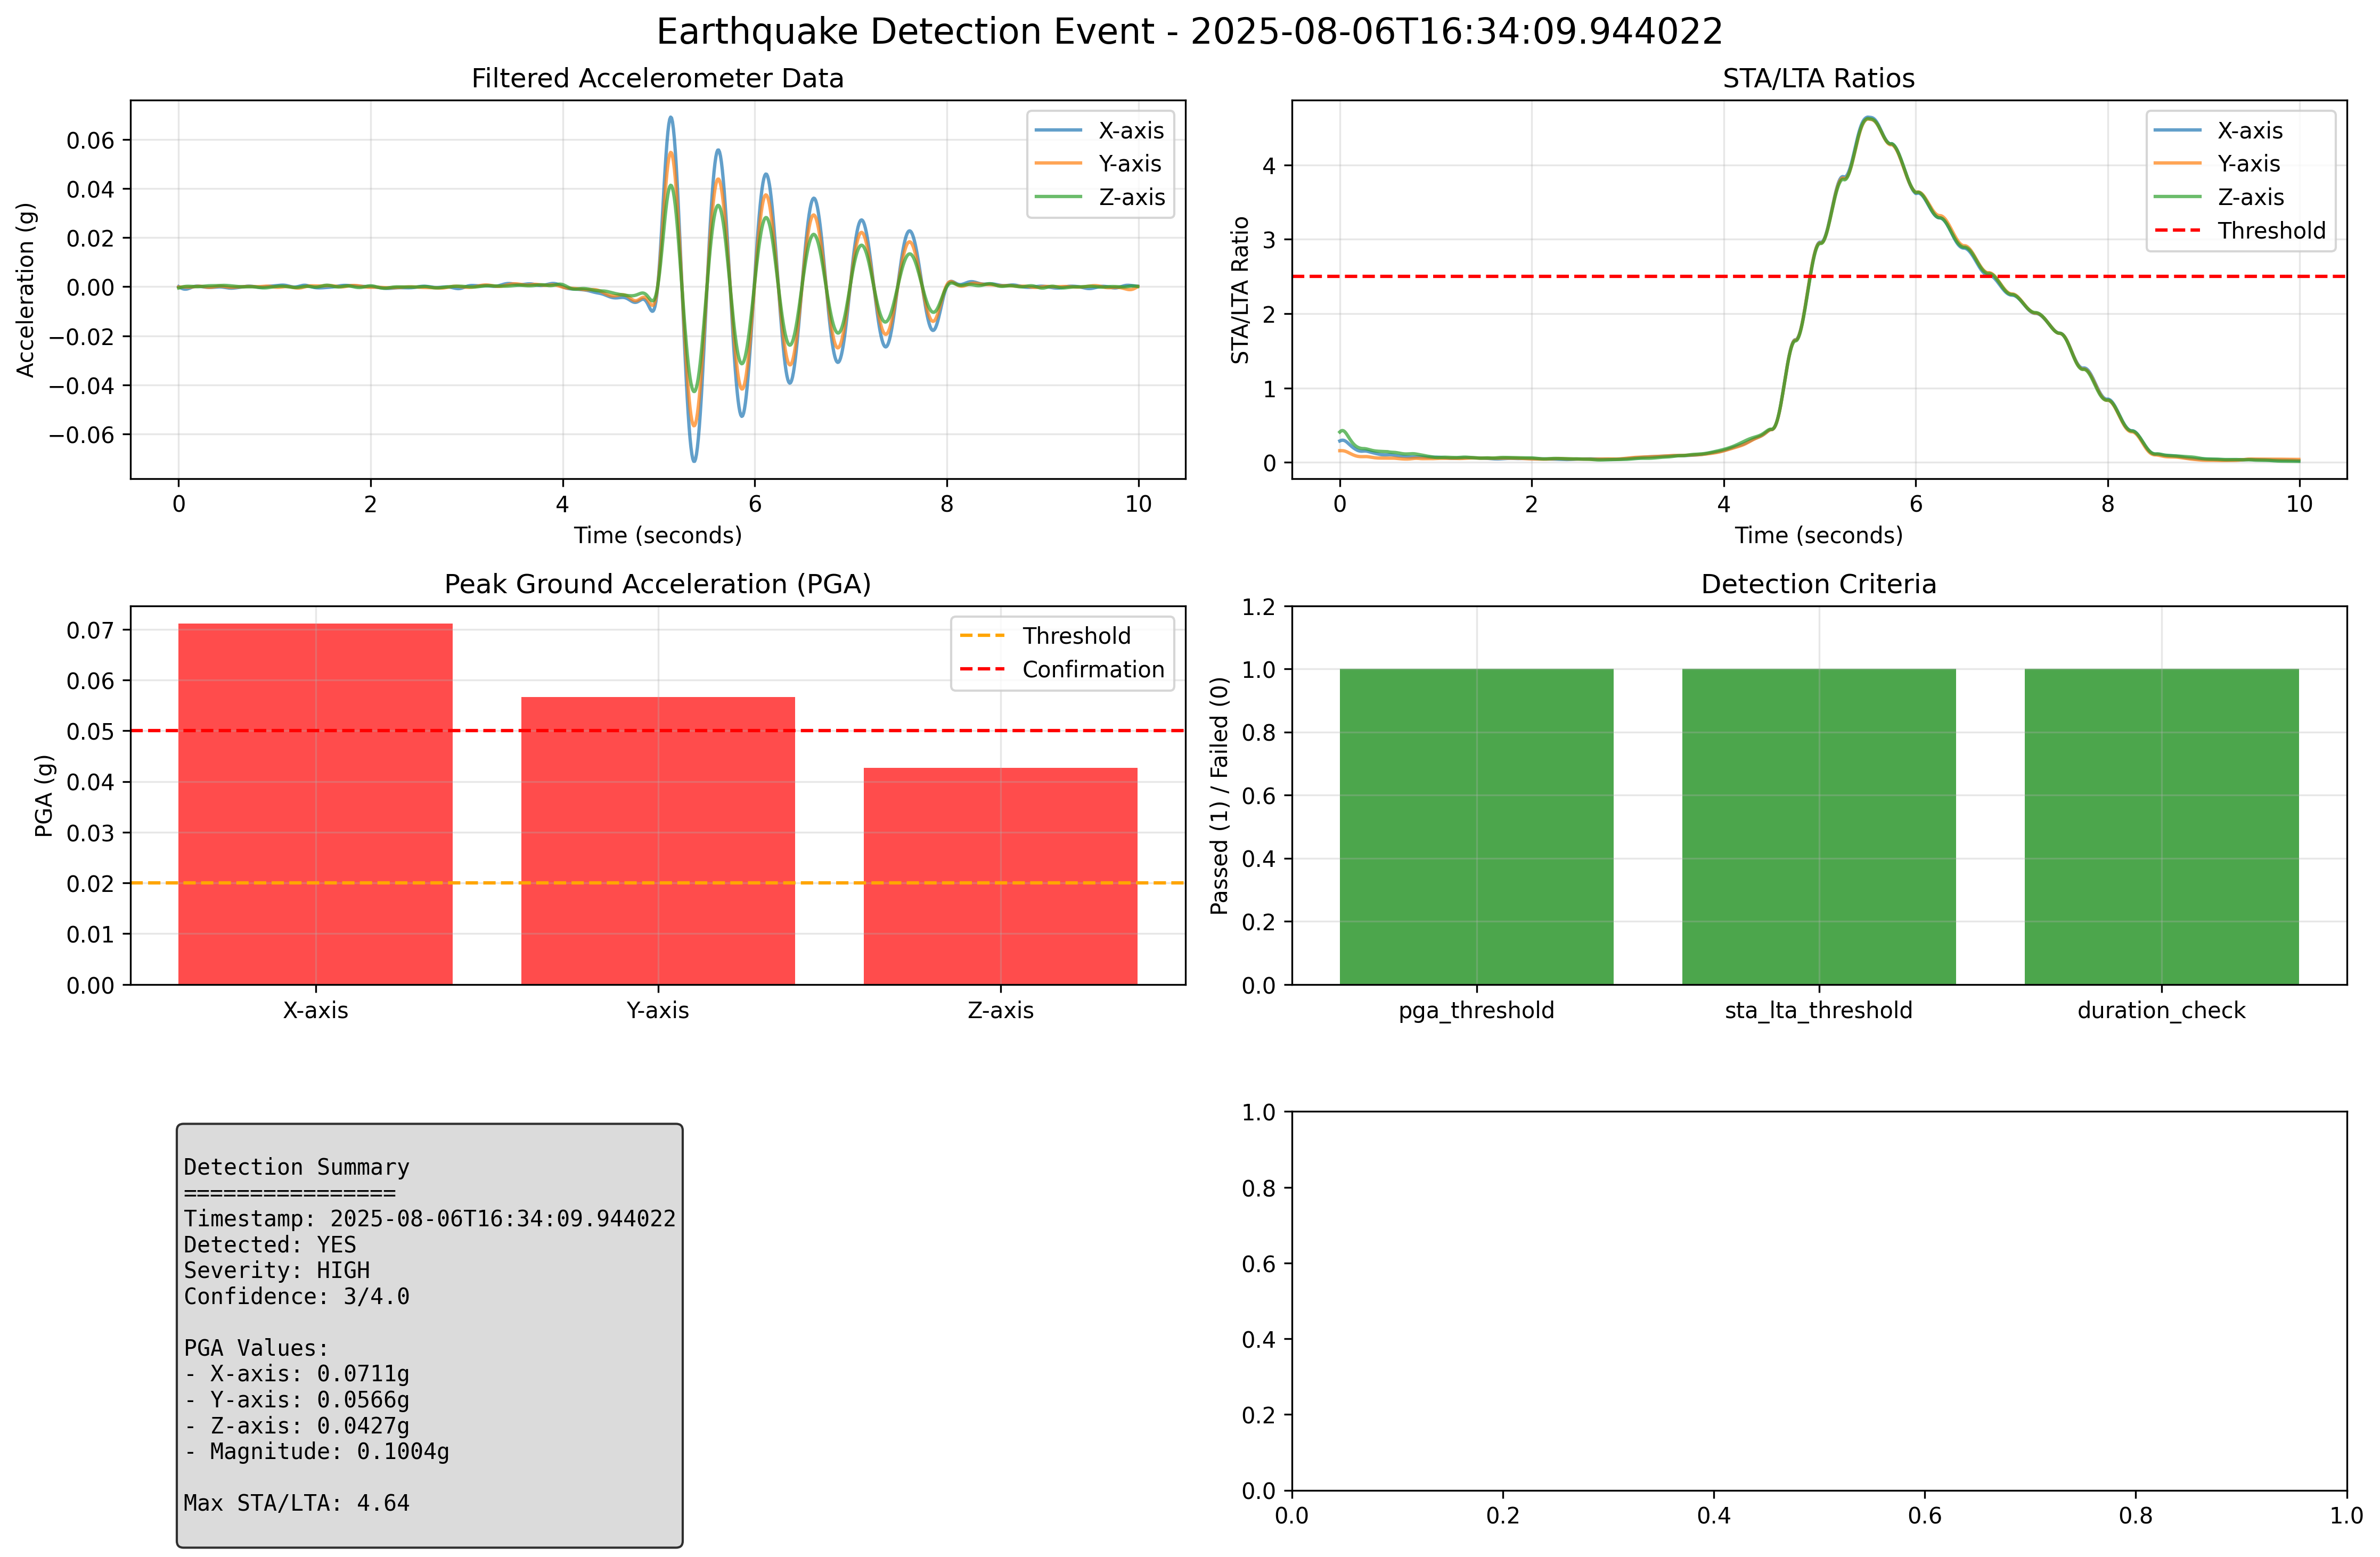 Earthquake Detection Event - 2025-08-06T16:34:09.944022
Filtered Accelerometer Data
Acceleration (g)
0.06
0.04
0.02
0.00
−0.02
−0.04
−0.06
X-axis
Y-axis
Z-axis
0 2 4 6 8 10
Time (seconds)
STA/LTA Ratios
STA/LTA Ratio
4
3
2
1
0
X-axis
Y-axis
Z-axis
Threshold
0 2 4 6 8 10
Time (seconds)
Peak Ground Acceleration (PGA)
PGA (g)
0.07
0.06
0.05
0.04
0.03
0.02
0.01
0.00
Threshold
Confirmation
X-axis Y-axis Z-axis
Detection Criteria
Passed (1) / Failed (0)
1.2
1.0
0.8
0.6
0.4
0.2
0.0
pga_threshold sta_lta_threshold duration_check
Detection Summary
================
Timestamp: 2025-08-06T16:34:09.944022
Detected: YES
Severity: HIGH
Confidence: 3/4.0
PGA Values:
- X-axis: 0.0711g
- Y-axis: 0.0566g
- Z-axis: 0.0427g
- Magnitude: 0.1004g
Max STA/LTA: 4.64
1.0
0.8
0.6
0.4
0.2
0.0
0.0 0.2 0.4 0.6 0.8 1.0